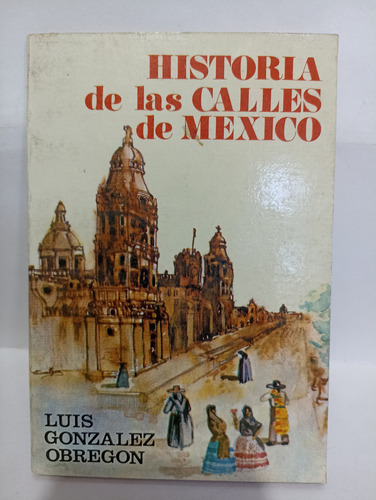 HISTORIA
de las CALLES
de MEXICO
LUIS
GONZALEZ
OBREGON